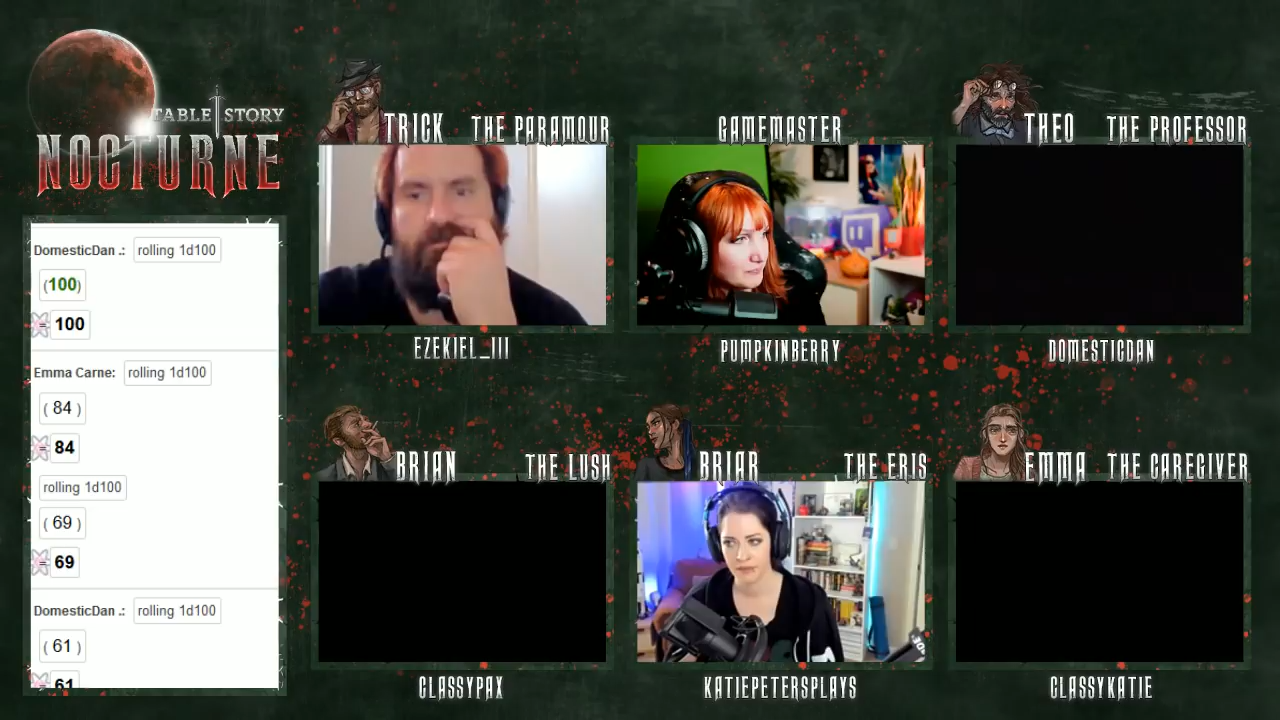 TABLE STORY
NOCTURNE
DomesticDan .: rolling 1d100
(100)
= 100
Emma Carne: rolling 1d100
( 84 )
= 84
rolling 1d100
( 69 )
= 69
DomesticDan .: rolling 1d100
( 61 )
= 61
TRICK THE PARAMOUR
EZEKIEL_III
GAMEMASTER
PUMPKINBERRY
THEO THE PROFESSOR
DOMESTICDAN
BRIAN THE LUSH
CLASSYPAX
BRIAR THE ERIS
KATIEPETERSPLAYS
EMMA THE CAREGIVER
CLASSYKATIE